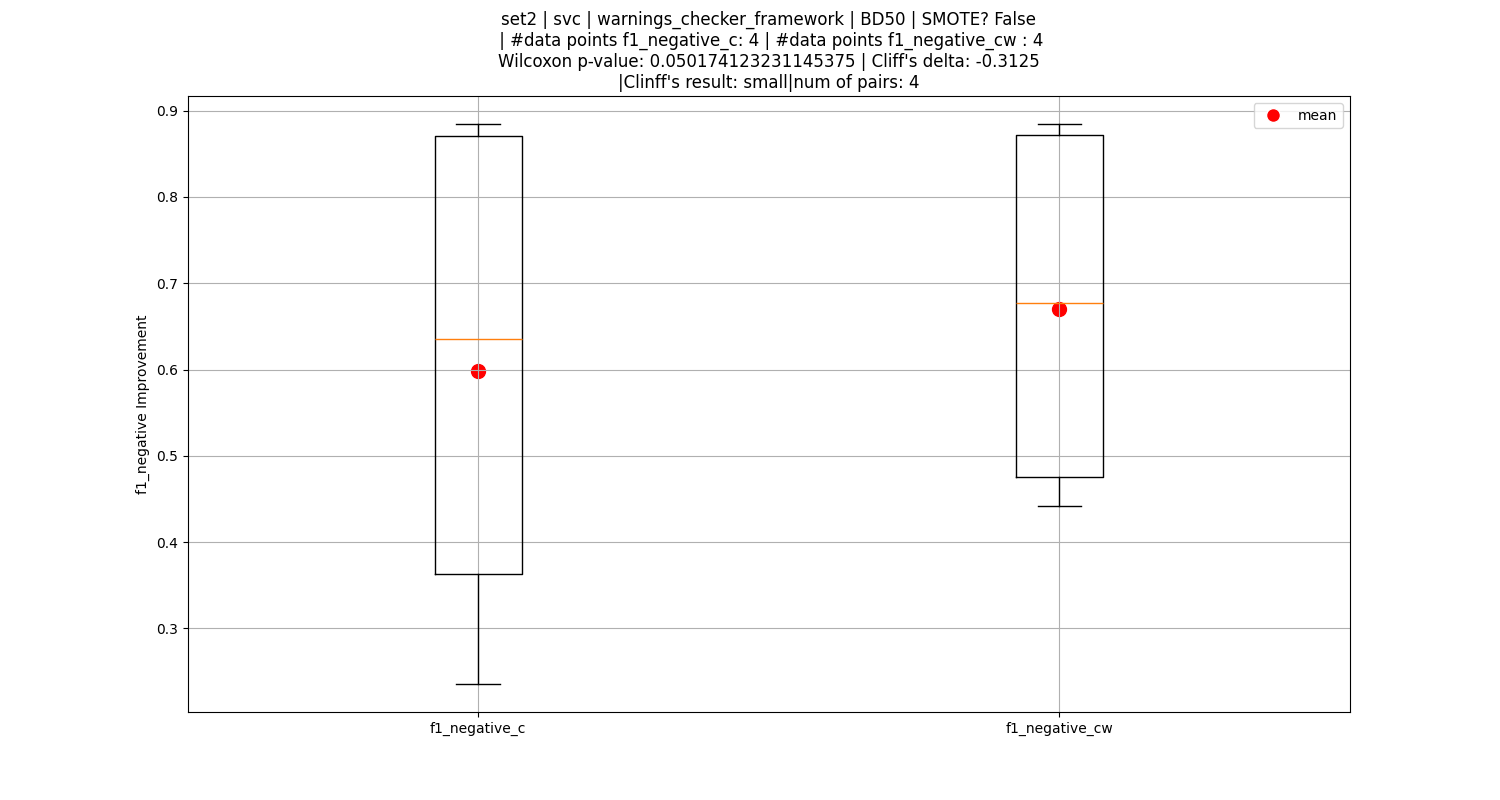 set2 | svc | warnings_checker_framework | BD50 | SMOTE? False
| #data points f1_negative_c: 4 | #data points f1_negative_cw : 4
Wilcoxon p-value: 0.050174123231145375 | Cliff's delta: -0.3125
|Clinff's result: small|num of pairs: 4
mean
0.9
0.8
0.7
0.6
0.5
0.4
0.3
f1_negative Improvement
f1_negative_c
f1_negative_cw